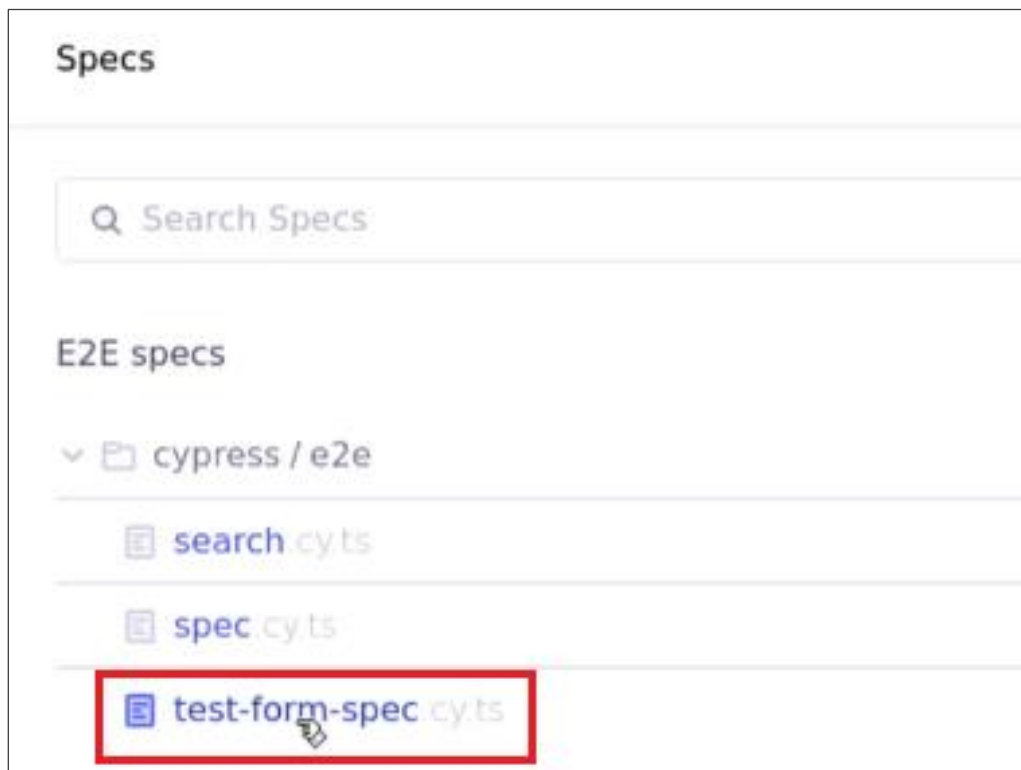 Specs
Search Specs
E2E specs
cypress / e2e
search.cy.ts
spec.cy.ts
test-form-spec.cy.ts